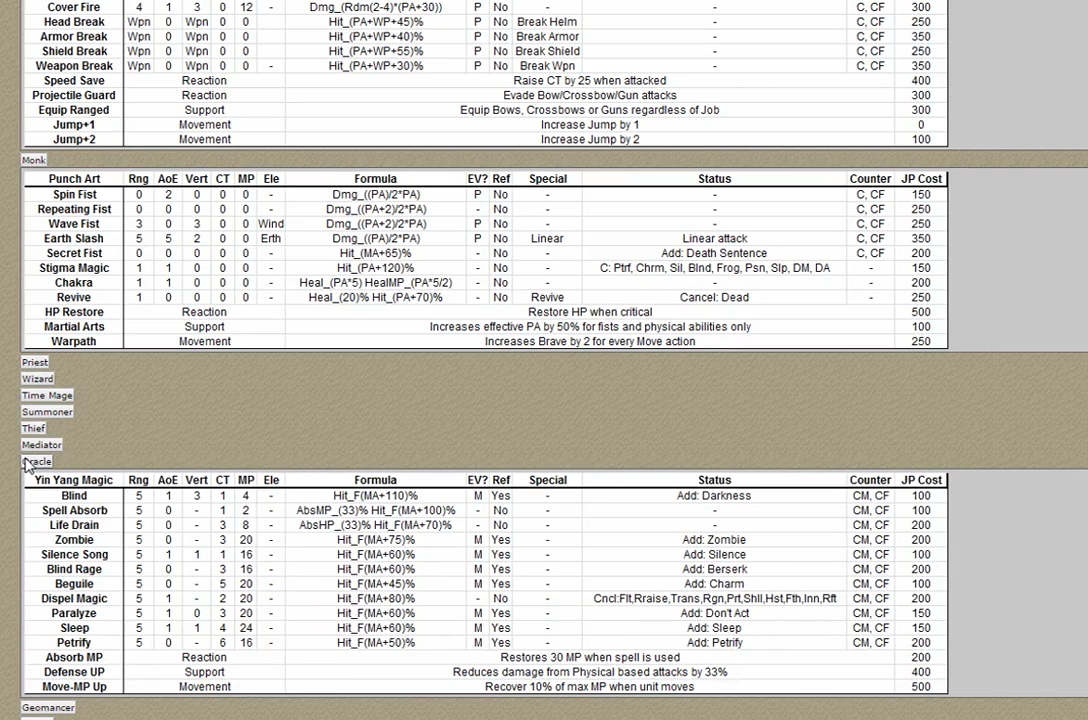 Cover Fire 4 1 3 0 12 - Dmg_(Rdm(2-4)*(PA+30)) P No - - C, CF 300
Head Break Wpn 0 Wpn 0 0 Hit_(PA+WP+45)% P No Break Helm - C, CF 250
Armor Break Wpn 0 Wpn 0 0 Hit_(PA+WP+40)% P No Break Armor - C, CF 350
Shield Break Wpn 0 Wpn 0 0 Hit_(PA+WP+55)% P No Break Shield - C, CF 250
Weapon Break Wpn 0 Wpn 0 0 - Hit_(PA+WP+30)% P No Break Wpn - C, CF 350
Speed Save Reaction Raise CT by 25 when attacked 400
Projectile Guard Reaction Evade Bow/Crossbow/Gun attacks 300
Equip Ranged Support Equip Bows, Crossbows or Guns regardless of Job 300
Jump+1 Movement Increase Jump by 1 0
Jump+2 Movement Increase Jump by 2 100
Monk
Punch Art Rng AoE Vert CT MP Ele Formula EV? Ref Special Status Counter JP Cost
Spin Fist 0 2 0 0 0 - Dmg_((PA)/2*PA) P No - - C, CF 150
Repeating Fist 0 0 0 0 0 - Dmg_((PA+2)/2*PA) - No - - C, CF 250
Wave Fist 3 0 3 0 0 Wind Dmg_((PA+2)/2*PA) P No - - C, CF 250
Earth Slash 5 5 2 0 0 Erth Dmg_((PA)/2*PA) P No Linear Linear attack C, CF 350
Secret Fist 0 0 0 0 0 - Hit_(MA+65)% - No - Add: Death Sentence C, CF 200
Stigma Magic 1 1 0 0 0 - Hit_(PA+120)% - No - C: Ptrf, Chrm, Sil, Blnd, Frog, Psn, Slp, DM, DA - 150
Chakra 1 1 0 0 0 - Heal_(PA*5) HealMP_(PA*5/2) - No - - - 200
Revive 1 0 0 0 0 - Heal_(20)% Hit_(PA+70)% - No Revive Cancel: Dead - 250
HP Restore Reaction Restore HP when critical 500
Martial Arts Support Increases effective PA by 50% for fists and physical abilities only 100
Warpath Movement Increases Brave by 2 for every Move action 250
Priest
Wizard
Time Mage
Summoner
Thief
Mediator
Oracle
Yin Yang Magic Rng AoE Vert CT MP Ele Formula EV? Ref Special Status Counter JP Cost
Blind 5 1 3 1 4 - Hit_F(MA+110)% M Yes - Add: Darkness CM, CF 100
Spell Absorb 5 0 - 1 2 - AbsMP_(33)% Hit_F(MA+100)% - No - - CM, CF 100
Life Drain 5 0 - 3 8 - AbsHP_(33)% Hit_F(MA+70)% - No - - CM, CF 200
Zombie 5 0 - 3 20 - Hit_F(MA+75)% M Yes - Add: Zombie CM, CF 200
Silence Song 5 1 1 1 16 - Hit_F(MA+60)% M Yes - Add: Silence CM, CF 100
Blind Rage 5 0 - 3 16 - Hit_F(MA+60)% M Yes - Add: Berserk CM, CF 200
Beguile 5 0 - 5 20 - Hit_F(MA+45)% M Yes - Add: Charm CM, CF 200
Dispel Magic 5 1 - 2 20 - Hit_F(MA+80)% - No - Cncl:Flt,Rraise,Trans,Rgn,Prt,Shll,Hst,Fth,Inn,Rft CM, CF 200
Paralyze 5 1 0 3 20 - Hit_F(MA+60)% M Yes - Add: Don't Act CM, CF 150
Sleep 5 1 1 4 24 - Hit_F(MA+60)% M Yes - Add: Sleep CM, CF 150
Petrify 5 0 - 6 16 - Hit_F(MA+50)% M Yes - Add: Petrify CM, CF 200
Absorb MP Reaction Restores 30 MP when spell is used 200
Defense UP Support Reduces damage from Physical based attacks by 33% 400
Move-MP Up Movement Recover 10% of max MP when unit moves 500
Geomancer